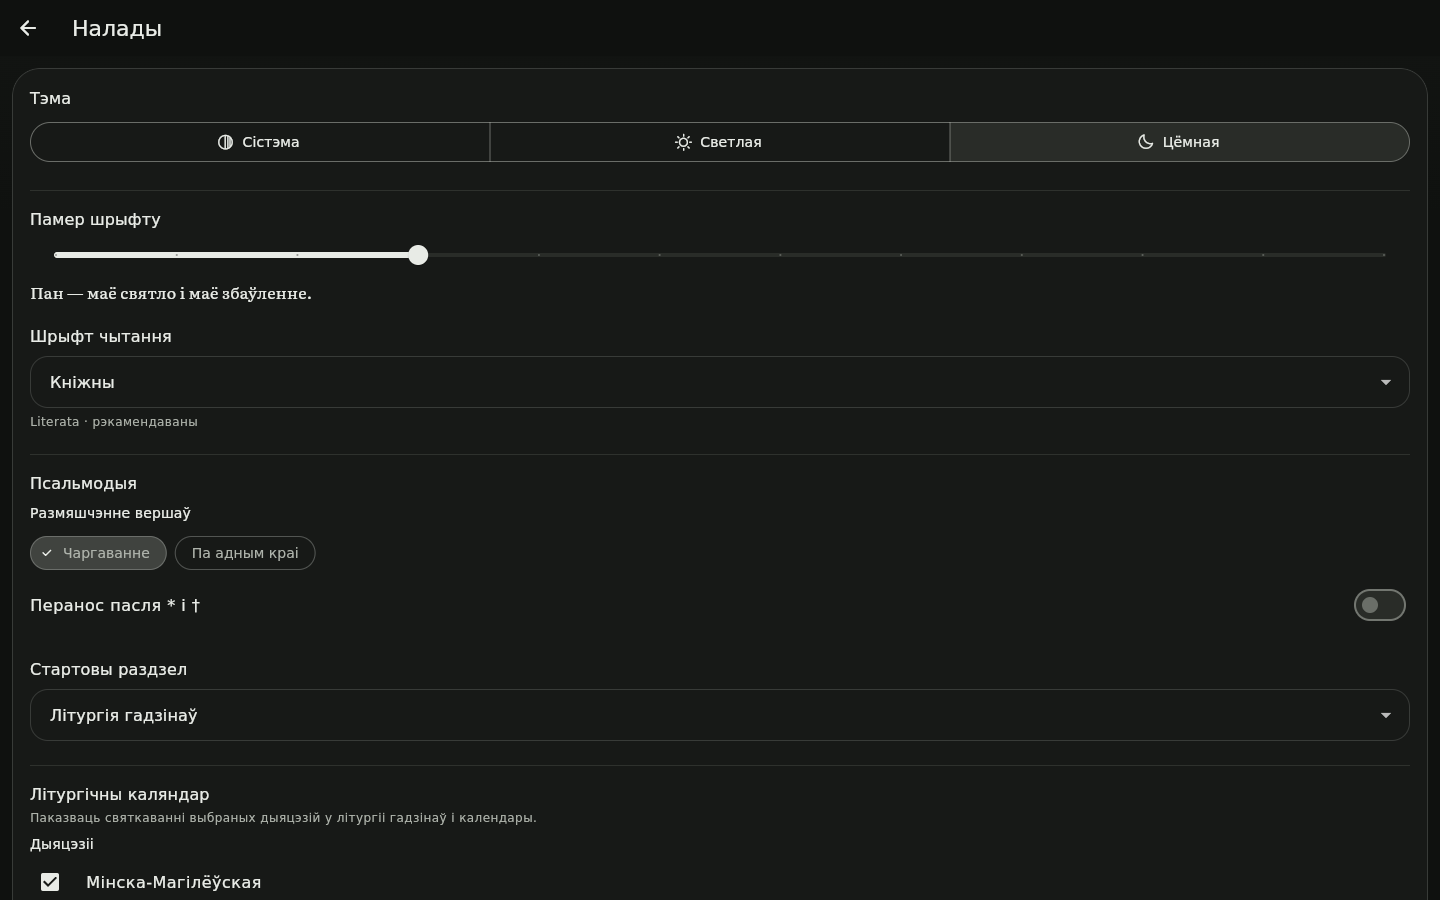 Налады
Тэма
Сістэма
Светлая
Цёмная
Памер шрыфту
Пан — маё святло і маё збаўленне.
Шрыфт чытання
Кніжны
Literata · рэкамендаваны
Псальмодыя
Размяшчэнне вершаў
Чаргаванне
Па адным краі
Перанос пасля * і †
Стартовы раздзел
Літургія гадзінаў
Літургічны каляндар
Паказваць святкаванні выбраных дыяцэзій у літургіі гадзінаў і календары.
Дыяцэзіі
Мінска-Магілёўская